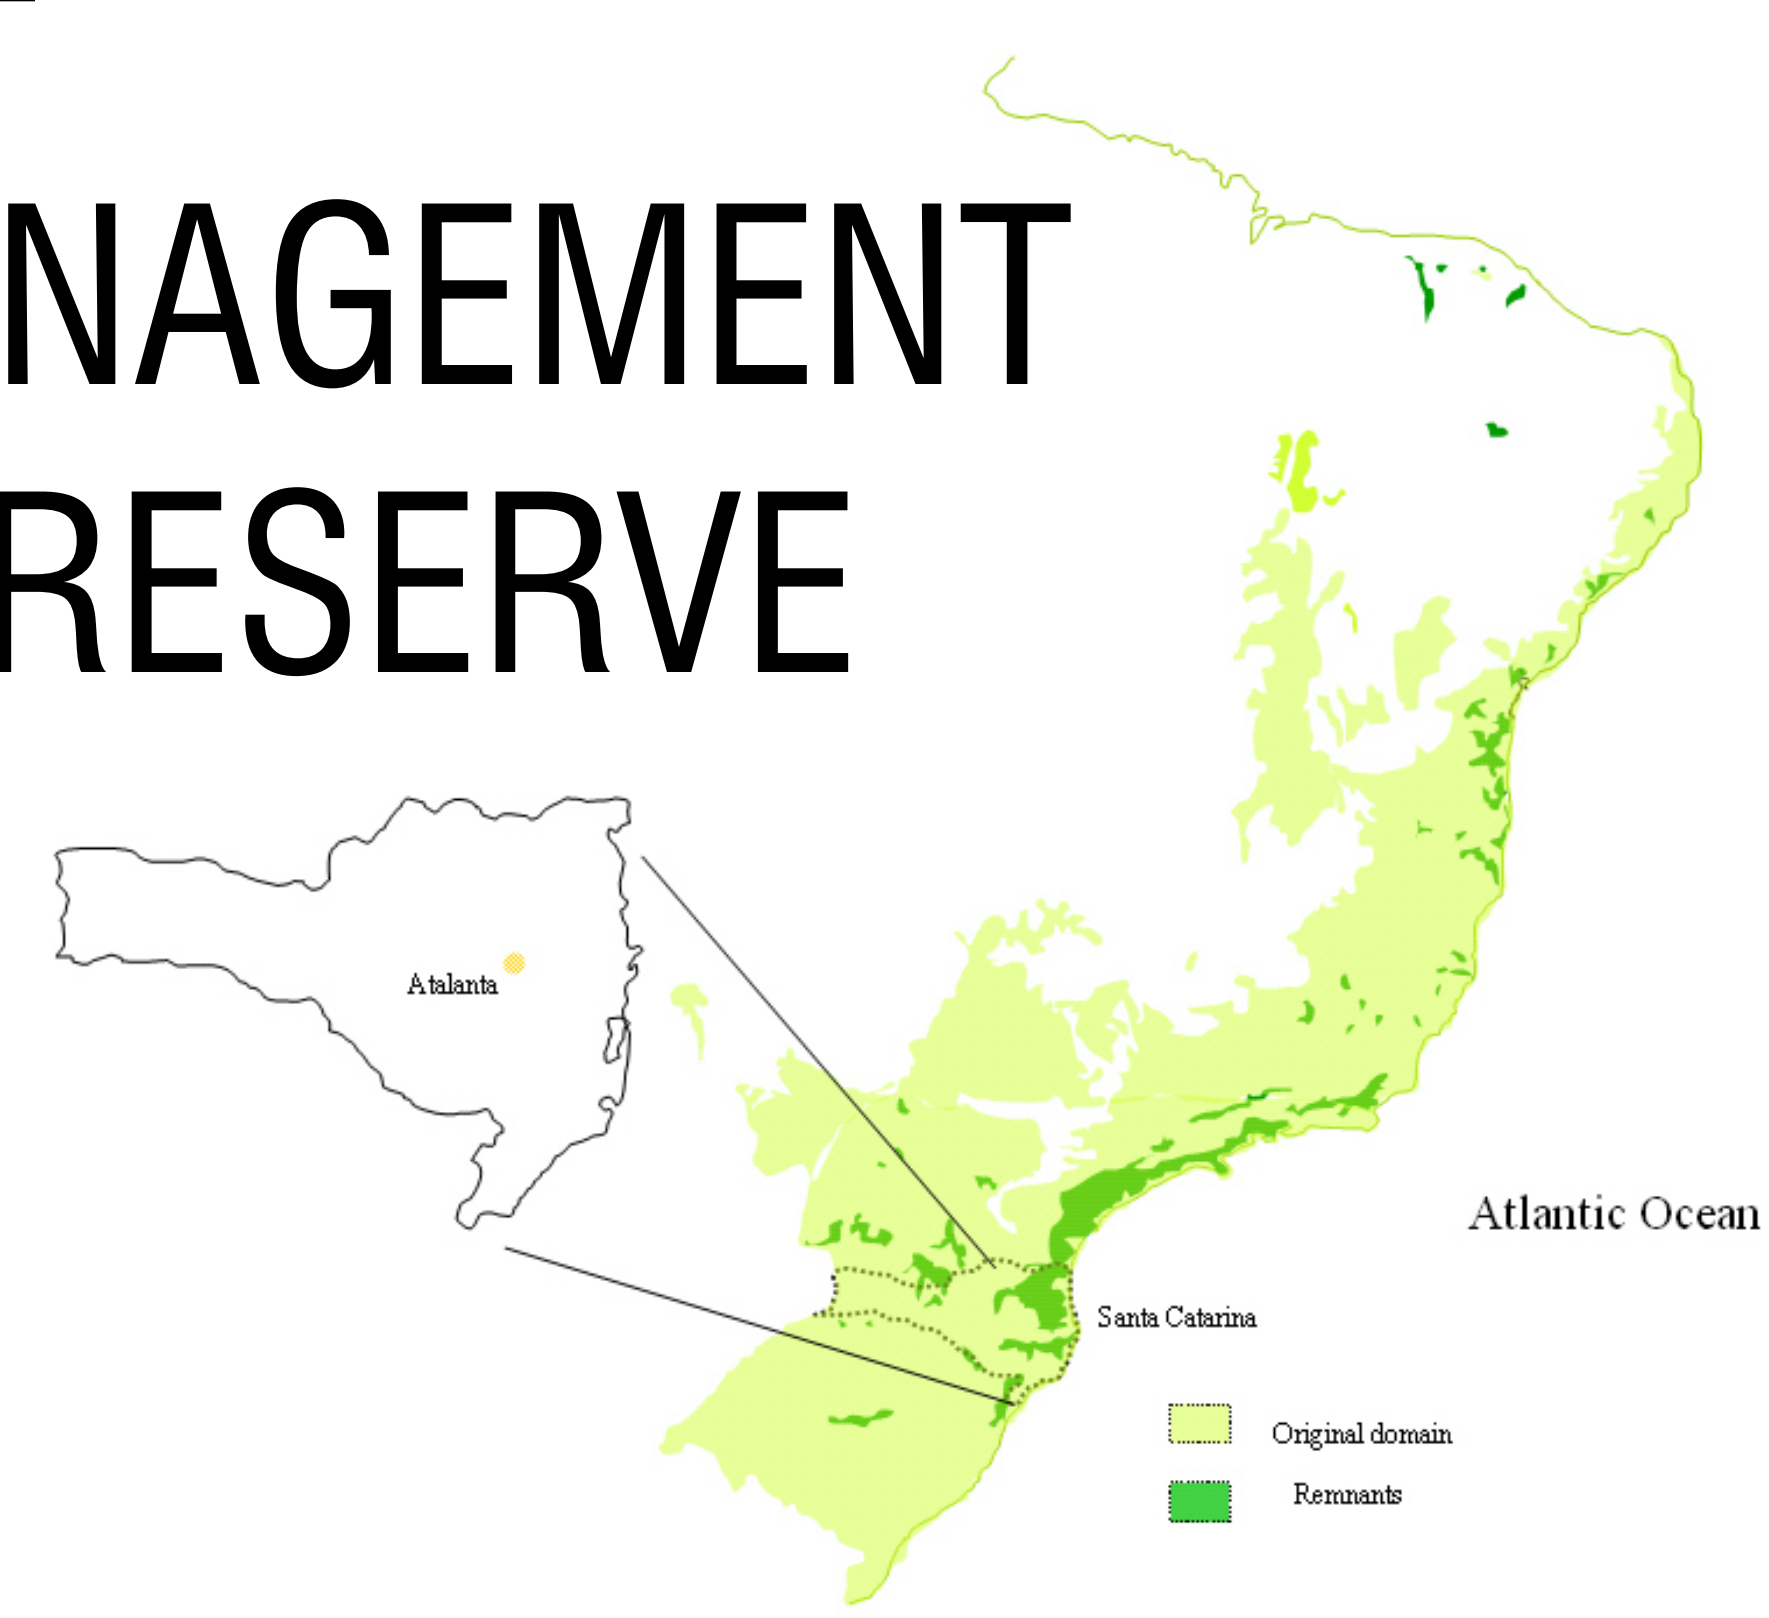 NAGEMENT
RESERVE
Atalanta
Atlantic Ocean
Santa Catarina
Original domain
Remnants